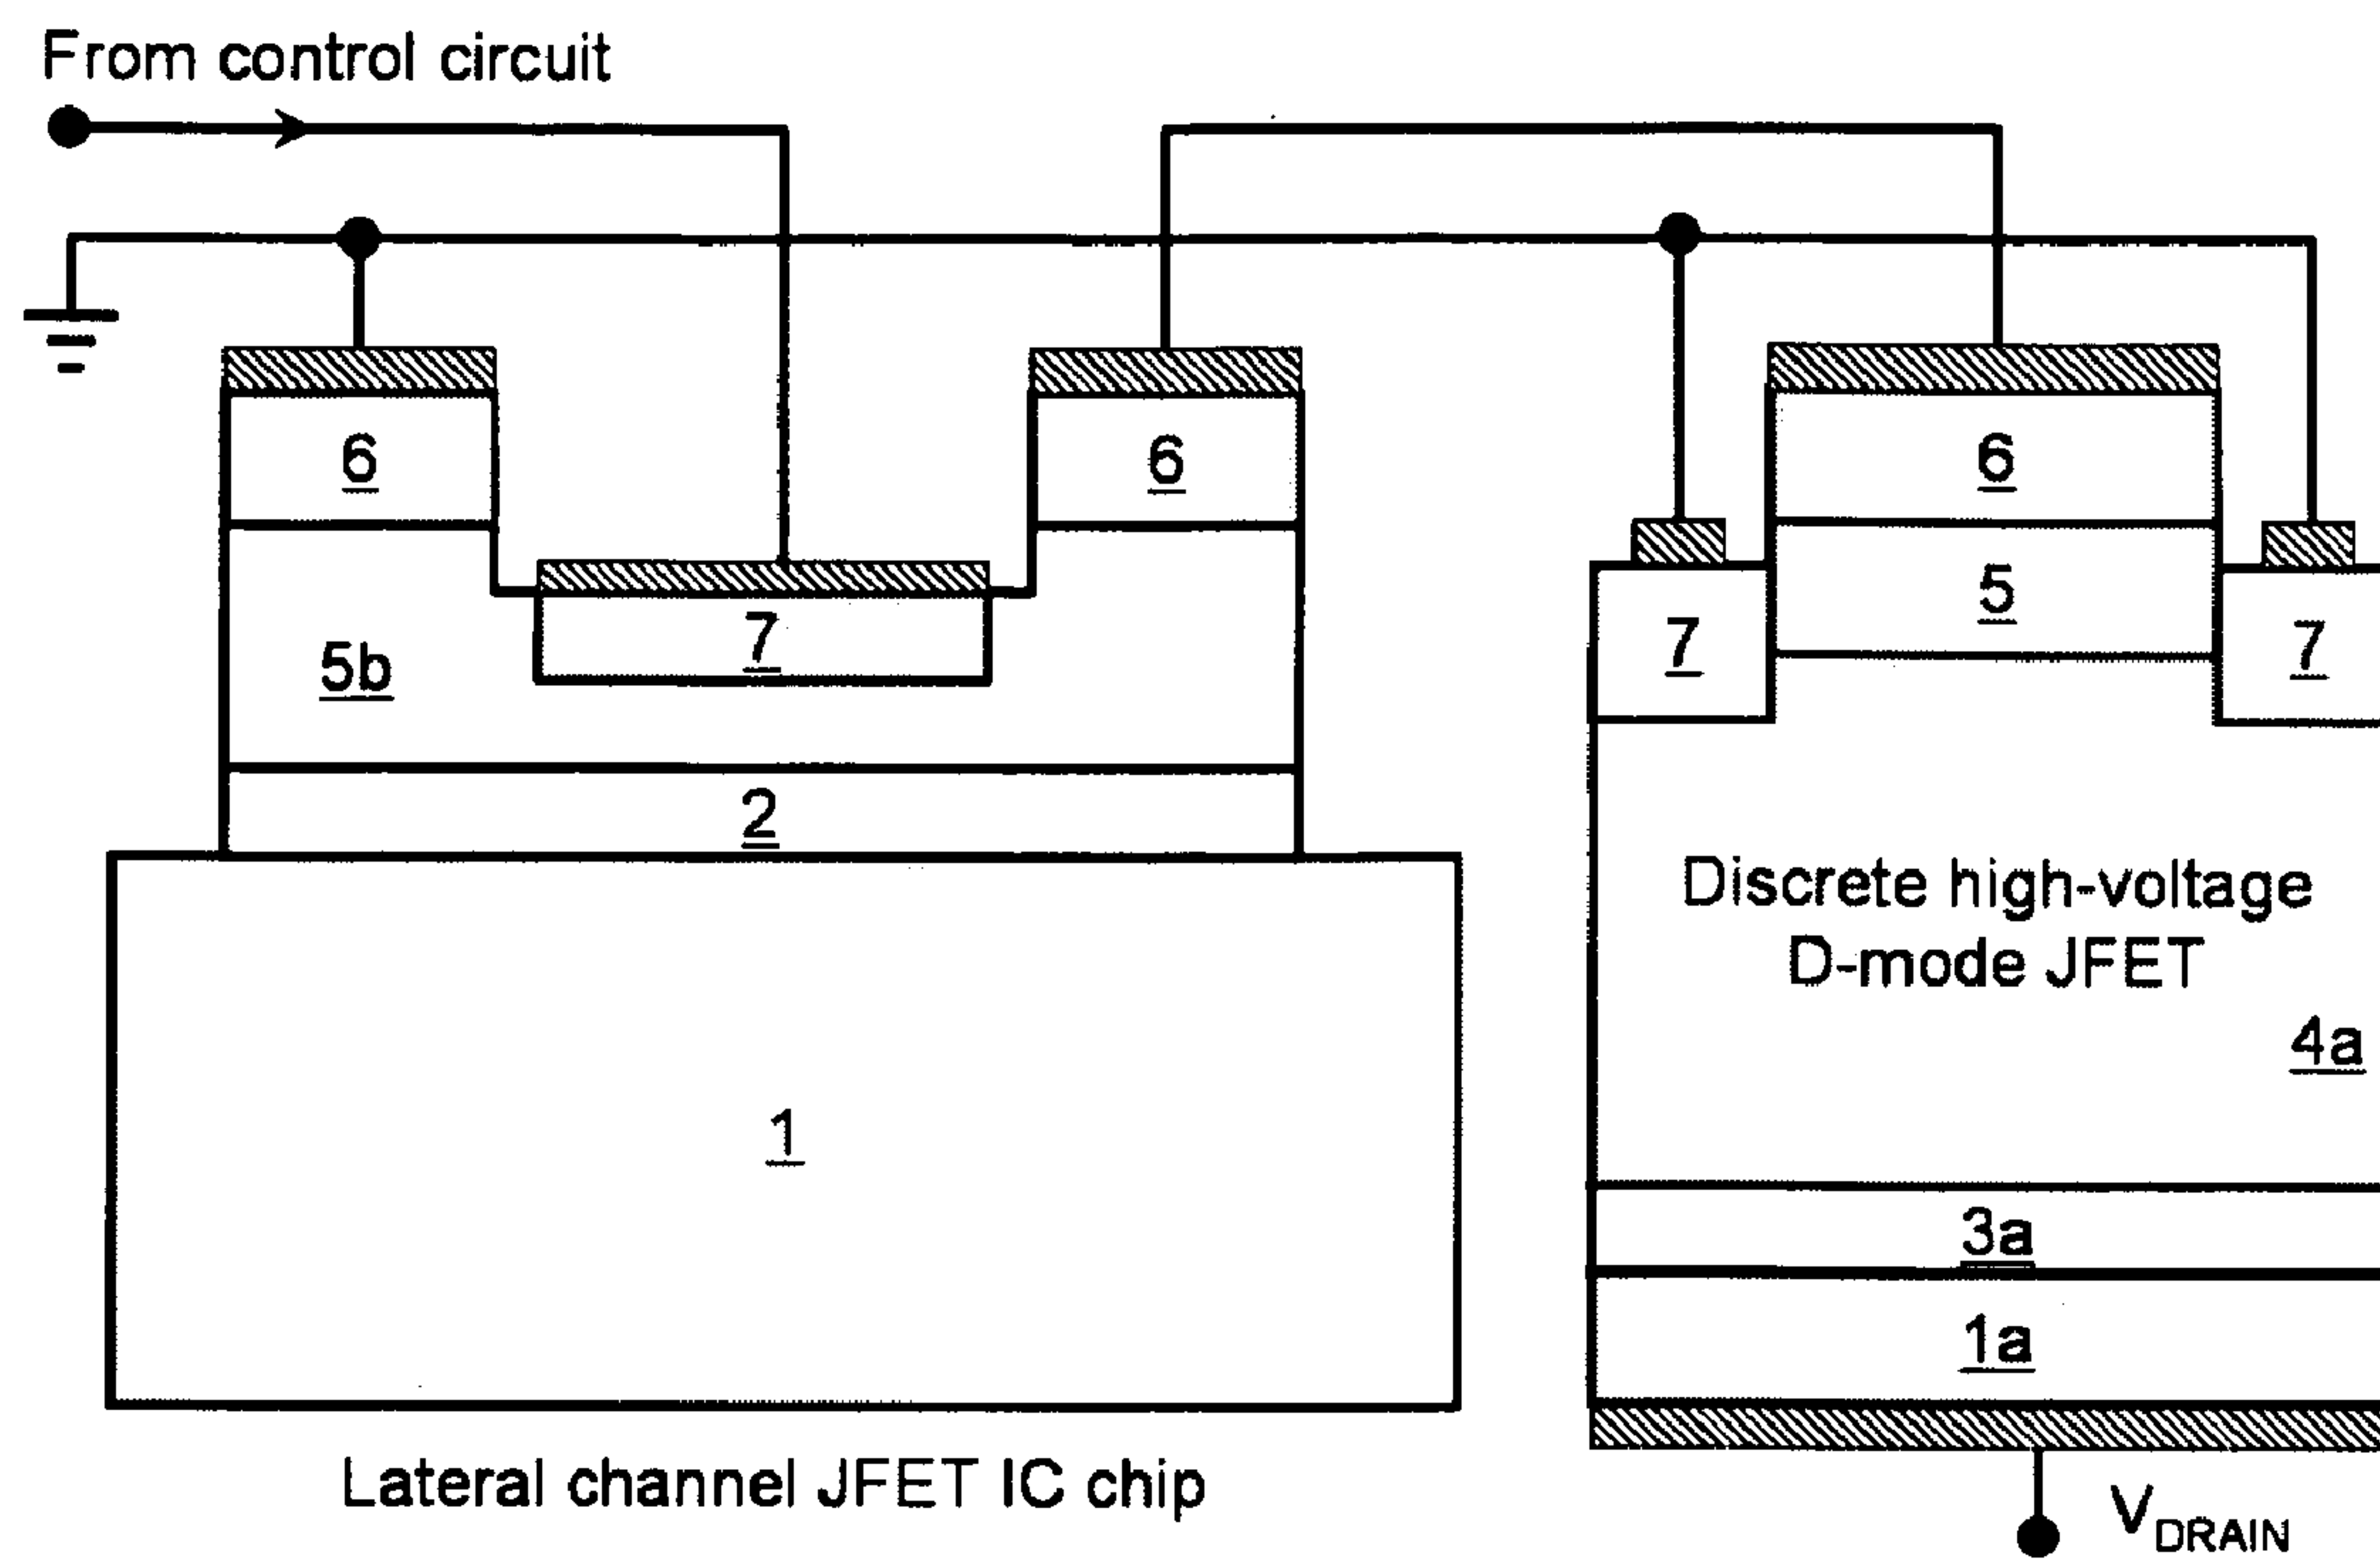 From control circuit
6
6
6
5
7
5b
7
7
2
Discrete high-voltage
D-mode JFET
4a
1
3a
1a
Lateral channel JFET IC chip
VDRAIN